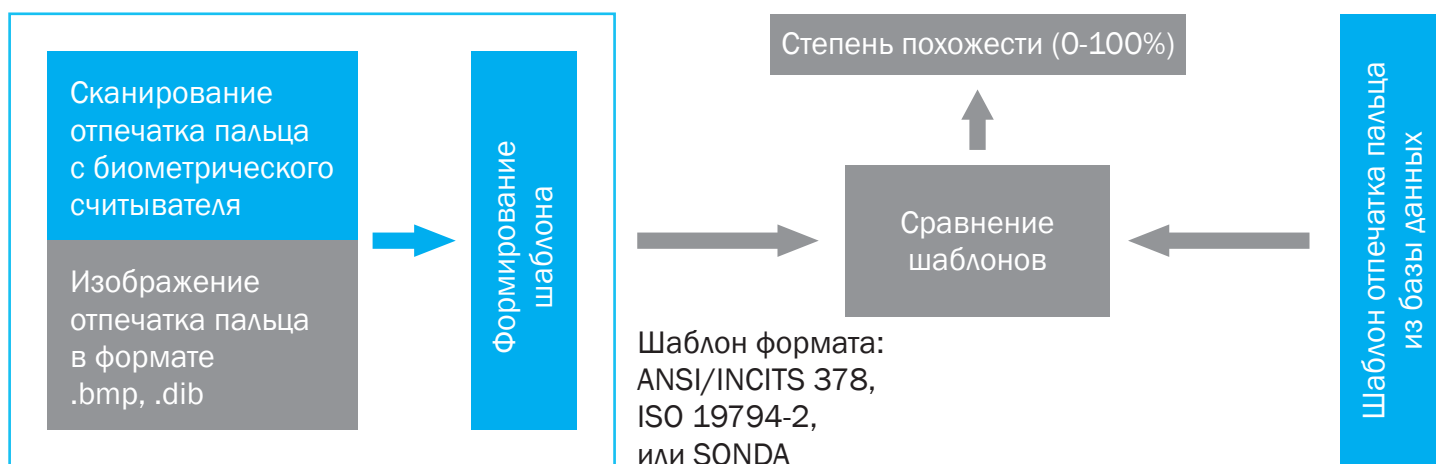 Сканирование
отпечатка пальца
с биометрического
считывателя
Изображение
отпечатка пальца
в формате
.bmp, .dib
Формирование
шаблона
Шаблон формата:
ANSI/INCITS 378,
ISO 19794-2,
или SONDA
Степень похожести (0-100%)
Сравнение
шаблонов
Шаблон отпечатка пальца
из базы данных